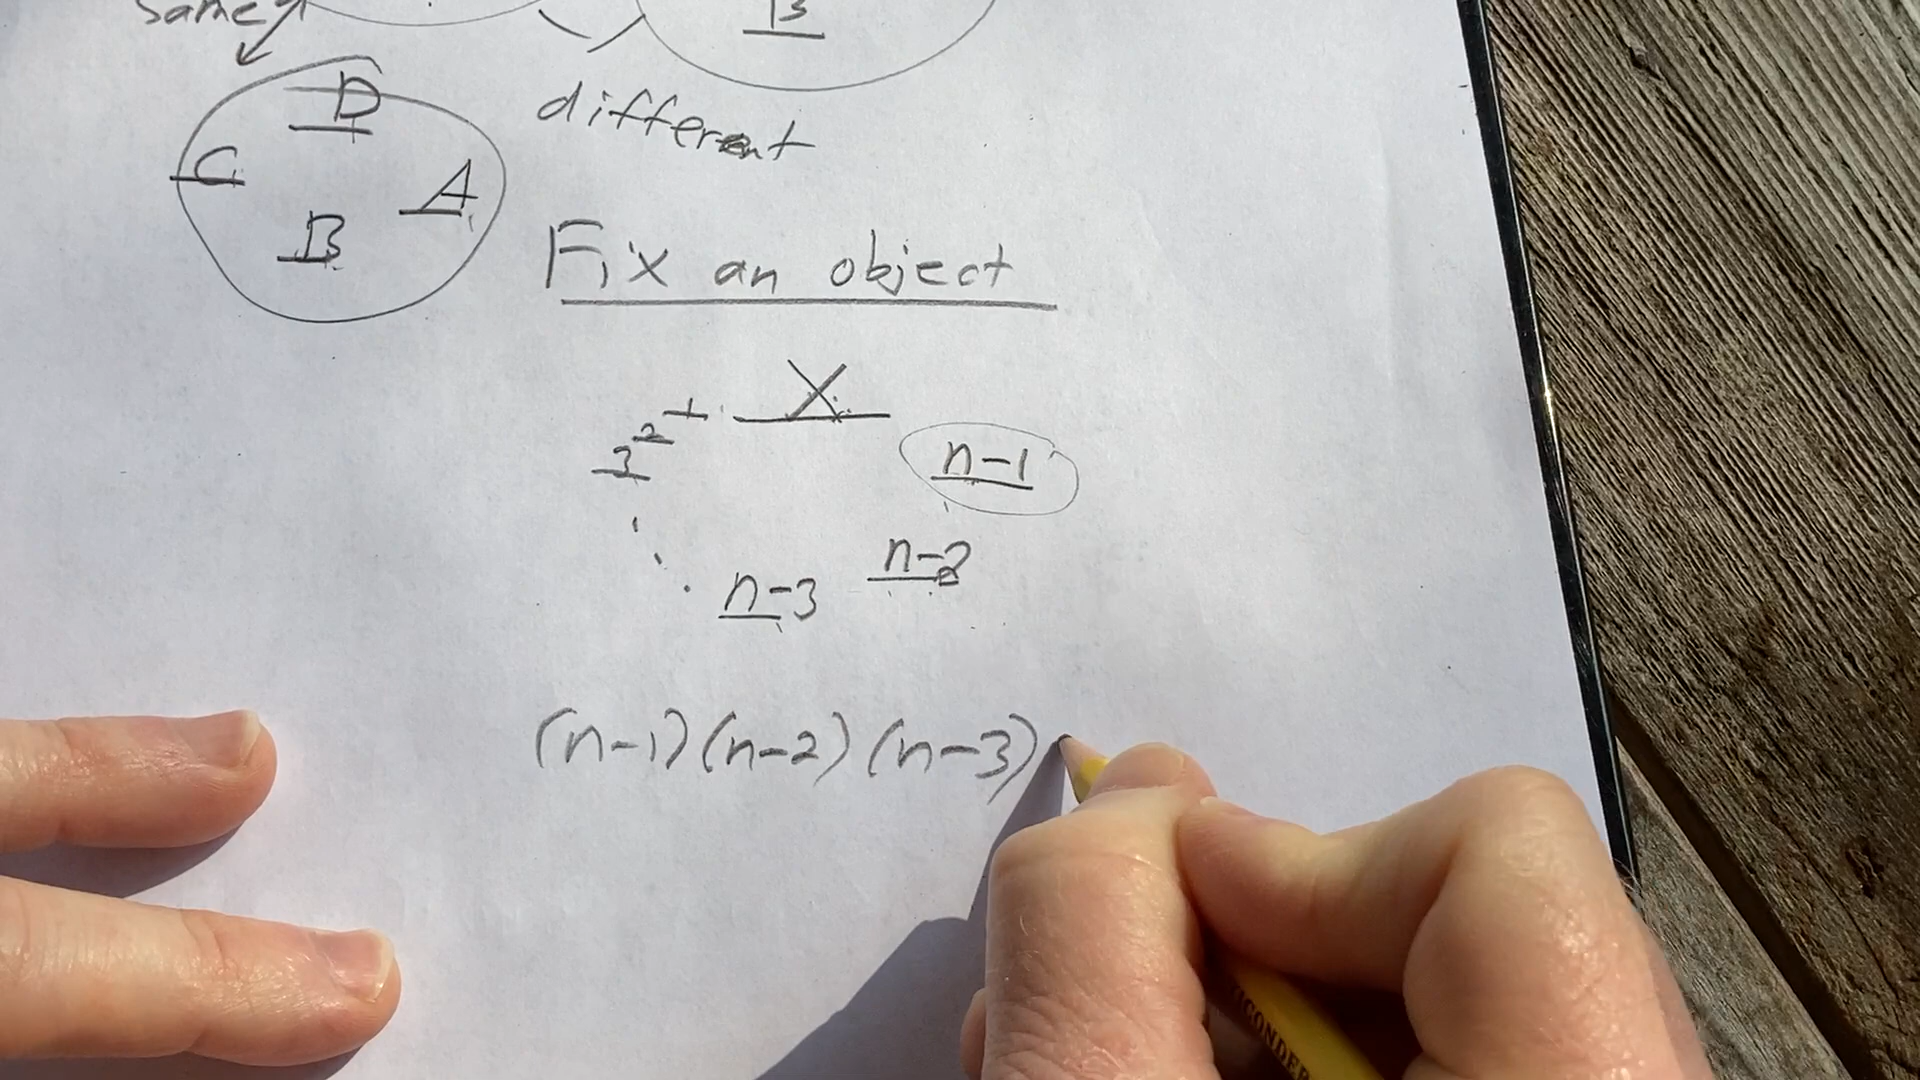 same
B
D
different
C
A
B
Fix an object
X
1
2
n-1
3
n-2
n-3
(n-1)(n-2)(n-3)